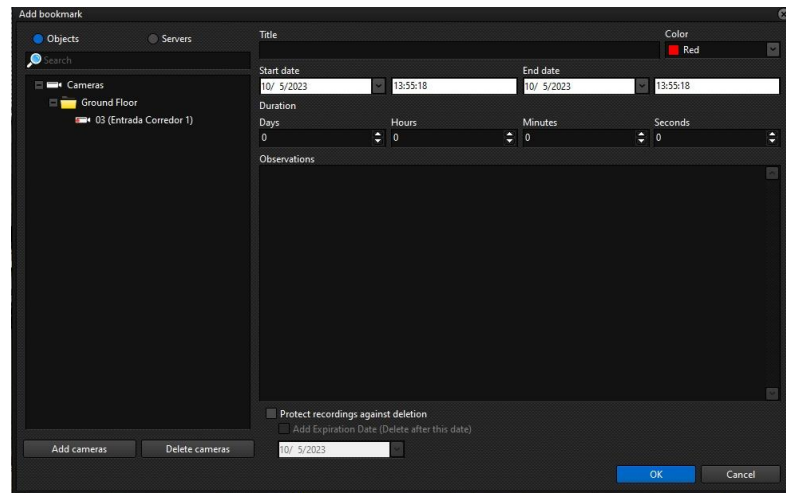 Add bookmark
Objects
Servers
Search
Cameras
Ground Floor
03 (Entrada Corredor 1)
Add cameras
Delete cameras
Title
Color
Red
Start date
End date
10/ 5/2023
13:55:18
10/ 5/2023
13:55:18
Duration
Days
Hours
Minutes
Seconds
0
0
0
0
Observations
Protect recordings against deletion
Add Expiration Date (Delete after this date)
10/ 5/2023
OK
Cancel